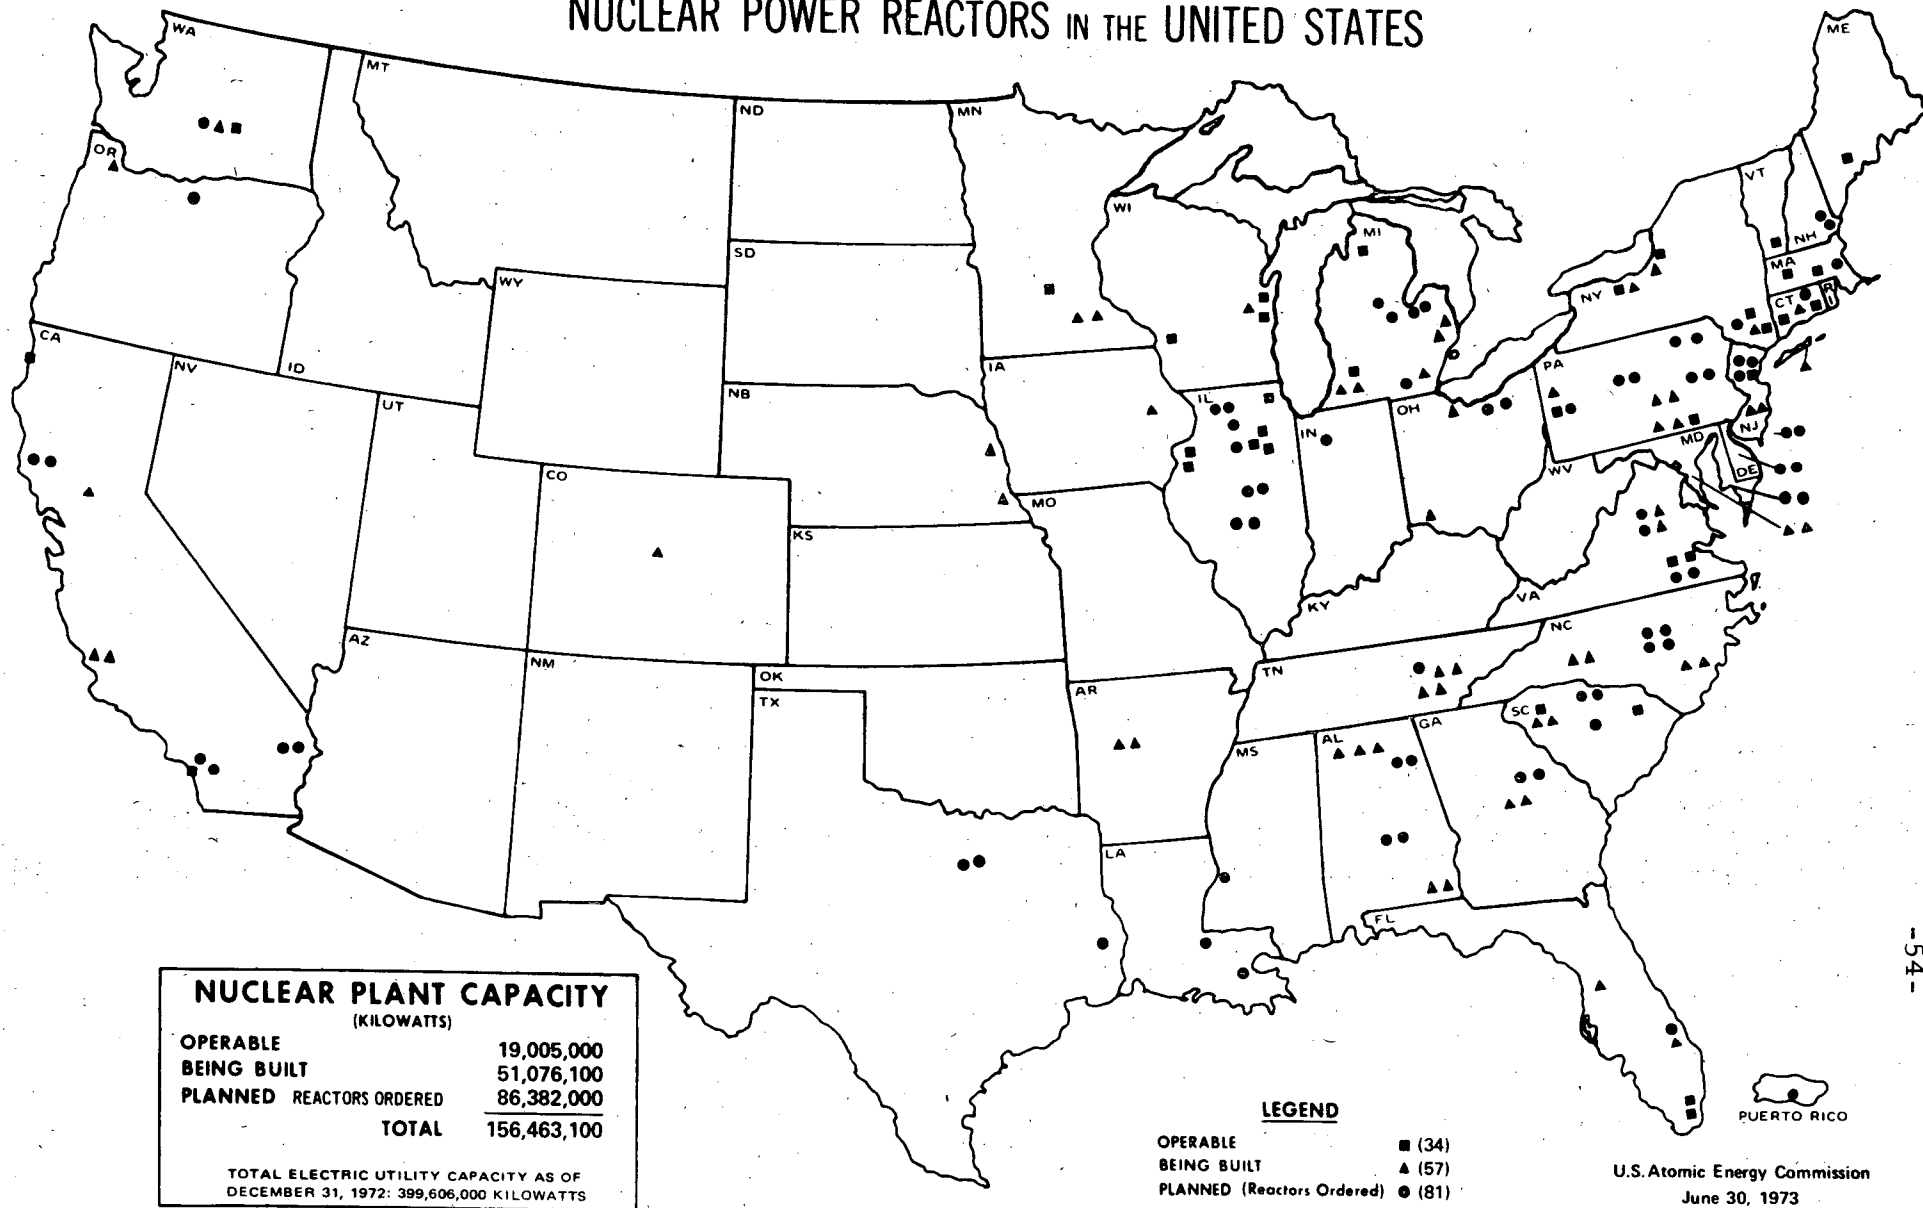 NUCLEAR POWER REACTORS IN THE UNITED STATES
WA
MT
ND
MN
ME
OR
VT
WI
MI
NH
SD
WY
MA
NY
CT
RI
CA
NV
ID
IA
PA
UT
NB
IL
OH
IN
NJ
MD
WV
DE
CO
MO
KS
KY
VA
AZ
NM
NC
TN
OK
TX
AR
SC
GA
MS
AL
LA
FL
-54-
NUCLEAR PLANT CAPACITY
(KILOWATTS)
OPERABLE 19,005,000
BEING BUILT 51,076,100
PLANNED REACTORS ORDERED 86,382,000
TOTAL 156,463,100
TOTAL ELECTRIC UTILITY CAPACITY AS OF
DECEMBER 31, 1972: 399,606,000 KILOWATTS
LEGEND
OPERABLE ■ (34)
BEING BUILT ▲ (57)
PLANNED (Reactors Ordered) ● (81)
PUERTO RICO
U.S. Atomic Energy Commission
June 30, 1973